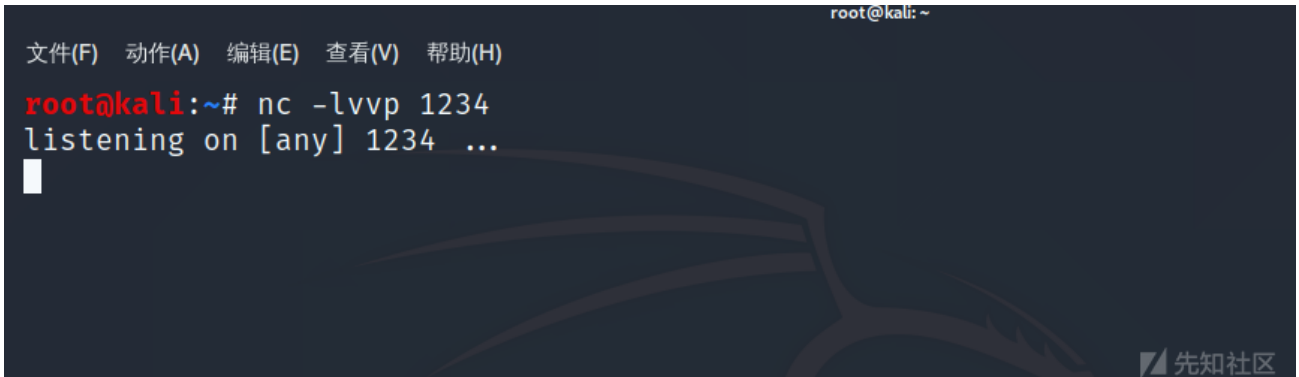 root@kali: ~
文件(F) 动作(A) 编辑(E) 查看(V) 帮助(H)
root@kali:~# nc -lvvp 1234
listening on [any] 1234 ...
先知社区